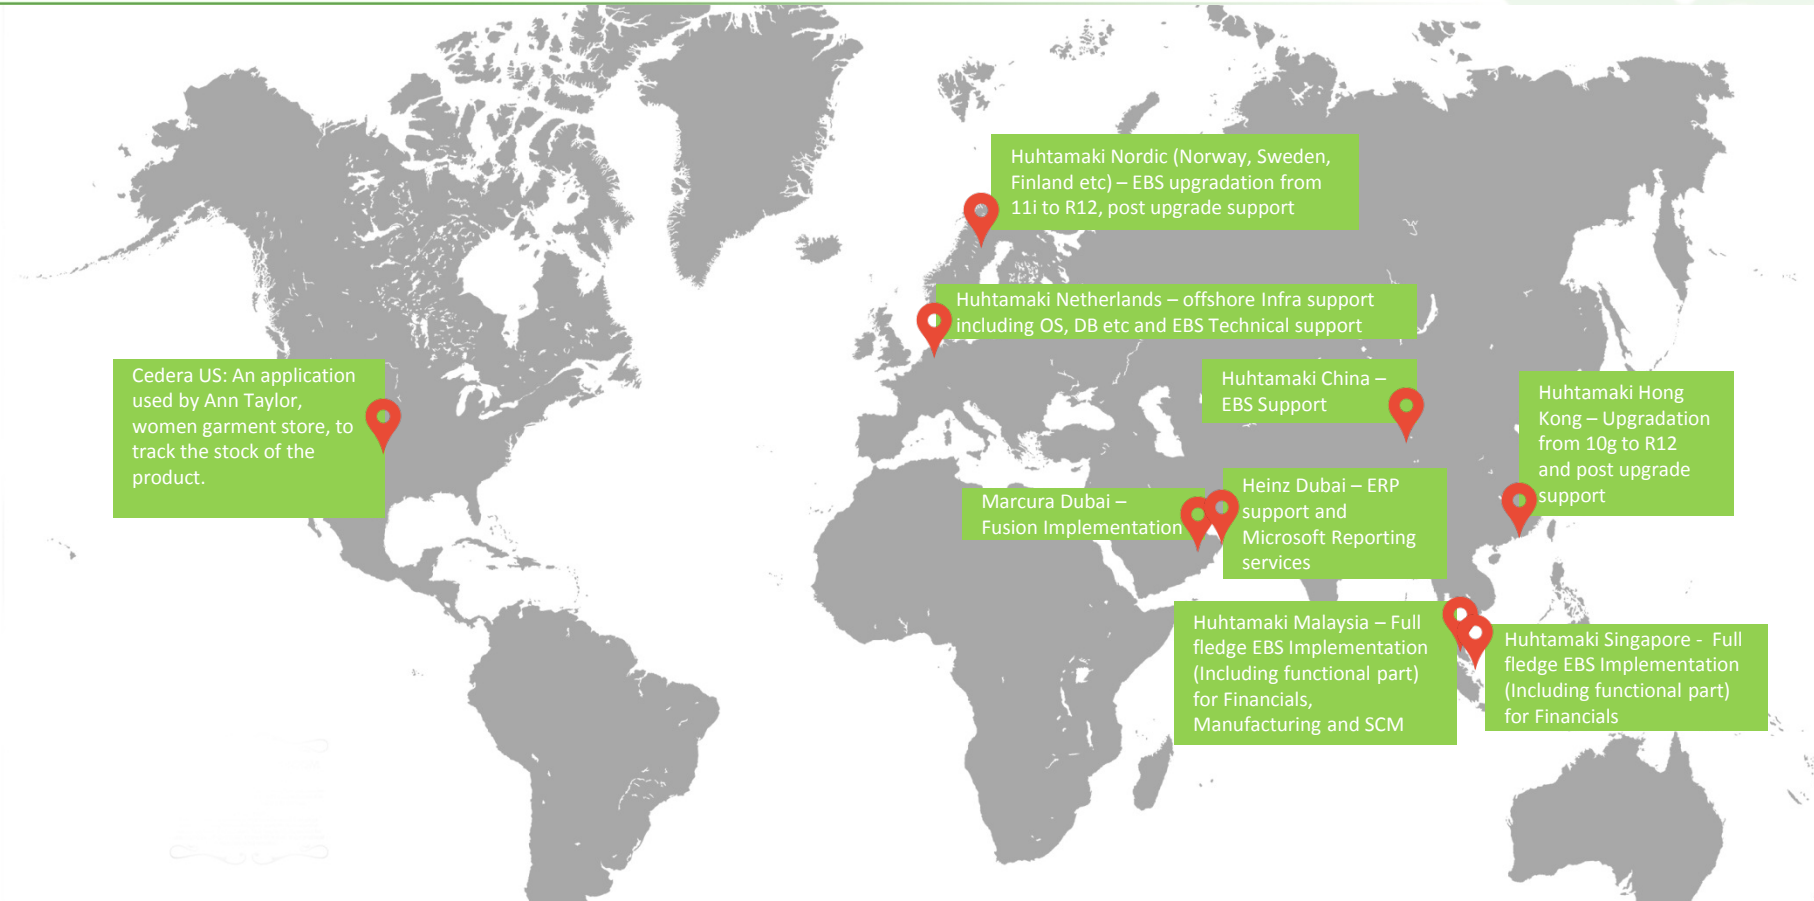 Huhtamaki Nordic (Norway, Sweden,
Finland etc) – EBS upgradation from
11i to R12, post upgrade support
Huhtamaki Netherlands – offshore Infra support
including OS, DB etc and EBS Technical support
Cedera US: An application
used by Ann Taylor,
women garment store, to
track the stock of the
product.
Huhtamaki China –
EBS Support
Huhtamaki Hong
Kong – Upgradation
from 10g to R12
and post upgrade
support
Marcura Dubai –
Fusion Implementation
Heinz Dubai – ERP
support and
Microsoft Reporting
services
Huhtamaki Malaysia – Full
fledge EBS Implementation
(Including functional part)
for Financials,
Manufacturing and SCM
Huhtamaki Singapore - Full
fledge EBS Implementation
(Including functional part)
for Financials